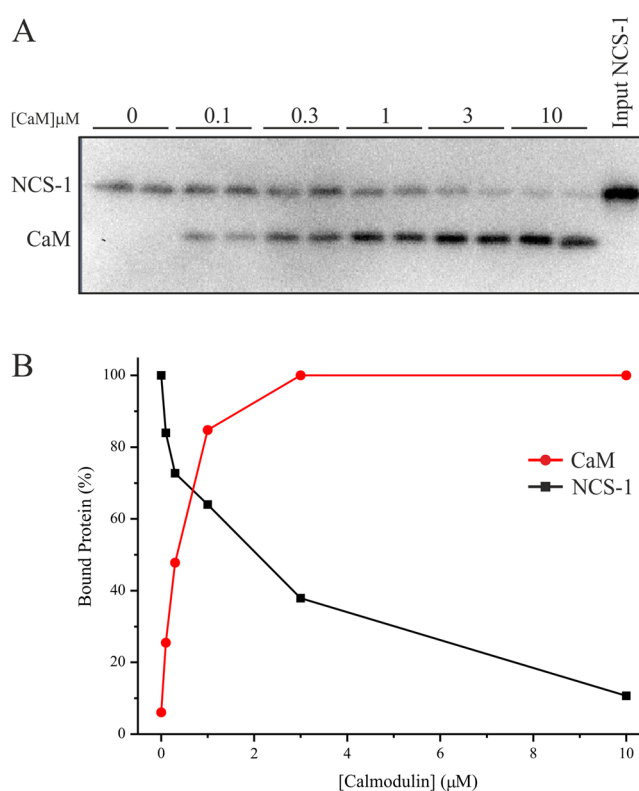 A
Input NCS-1
[CaM]μM 0 0.1 0.3 1 3 10
NCS-1
CaM
B
100
80
60
40
20
0
Bound Protein (%)
CaM
NCS-1
0 2 4 6 8 10
[Calmodulin] (μM)